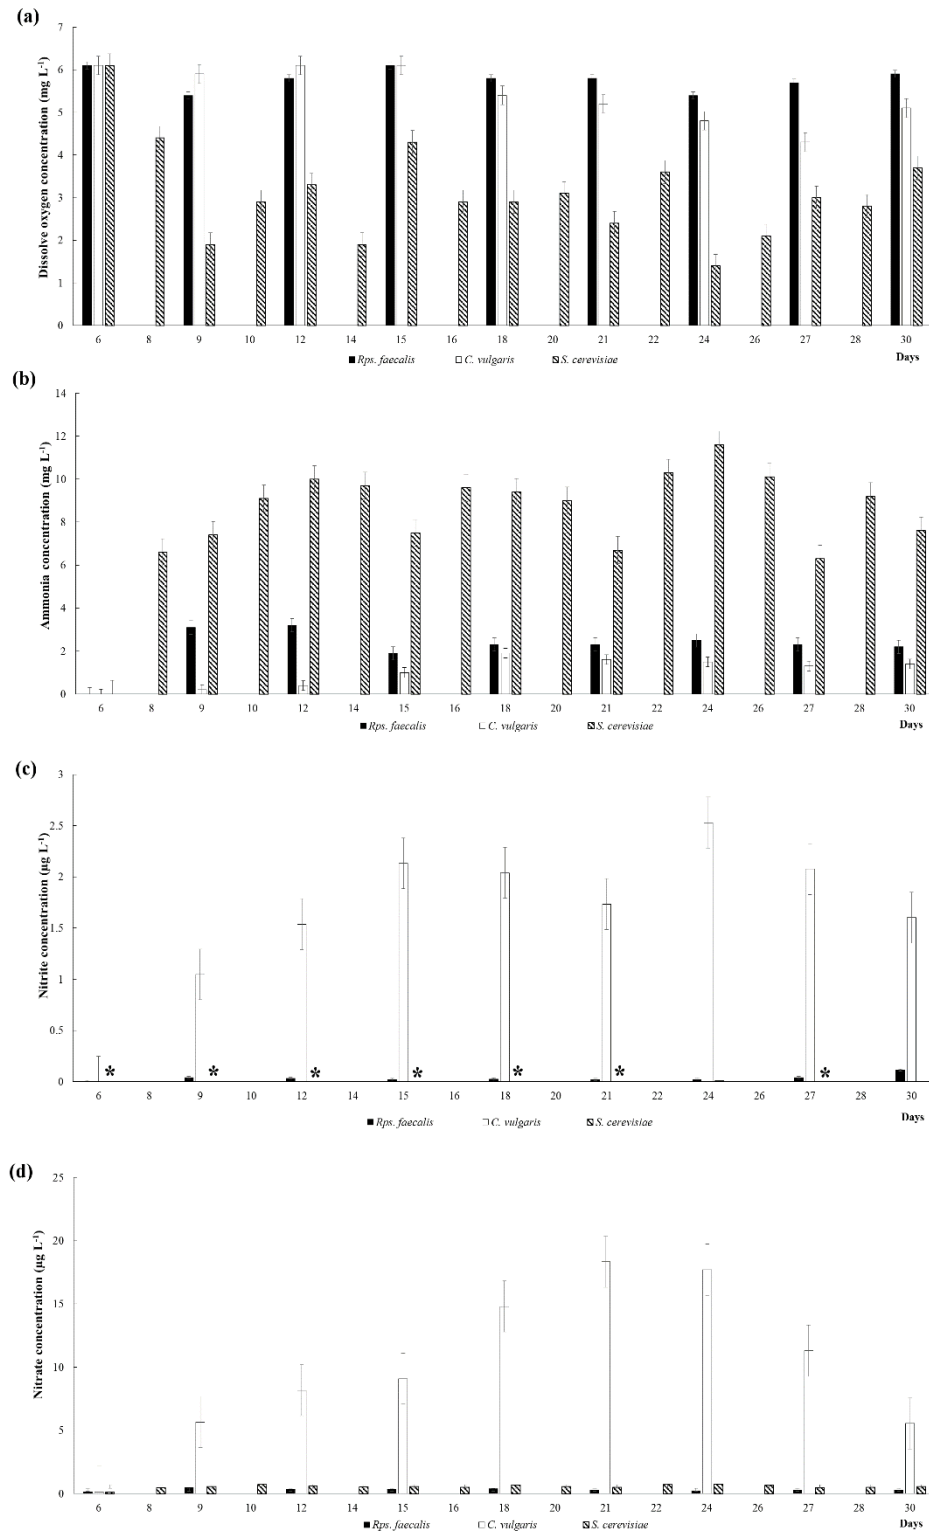 (a)
Dissolve oxygen concentration (mg L⁻¹)
7
6
5
4
3
2
1
0
6 8 9 10 12 14 15 16 18 20 21 22 24 26 27 28 30
Days
Rps. faecalis C. vulgaris S. cerevisiae
(b)
Ammonia concentration (mg L⁻¹)
14
12
10
8
6
4
2
0
6 8 9 10 12 14 15 16 18 20 21 22 24 26 27 28 30
Days
Rps. faecalis C. vulgaris S. cerevisiae
(c)
Nitrite concentration (µg L⁻¹)
3
2.5
2
1.5
1
0.5
0
* * * * * * *
6 8 9 10 12 14 15 16 18 20 21 22 24 26 27 28 30
Days
Rps. faecalis C. vulgaris S. cerevisiae
(d)
Nitrate concentration (µg L⁻¹)
25
20
15
10
5
0
6 8 9 10 12 14 15 16 18 20 21 22 24 26 27 28 30
Days
Rps. faecalis C. vulgaris S. cerevisiae